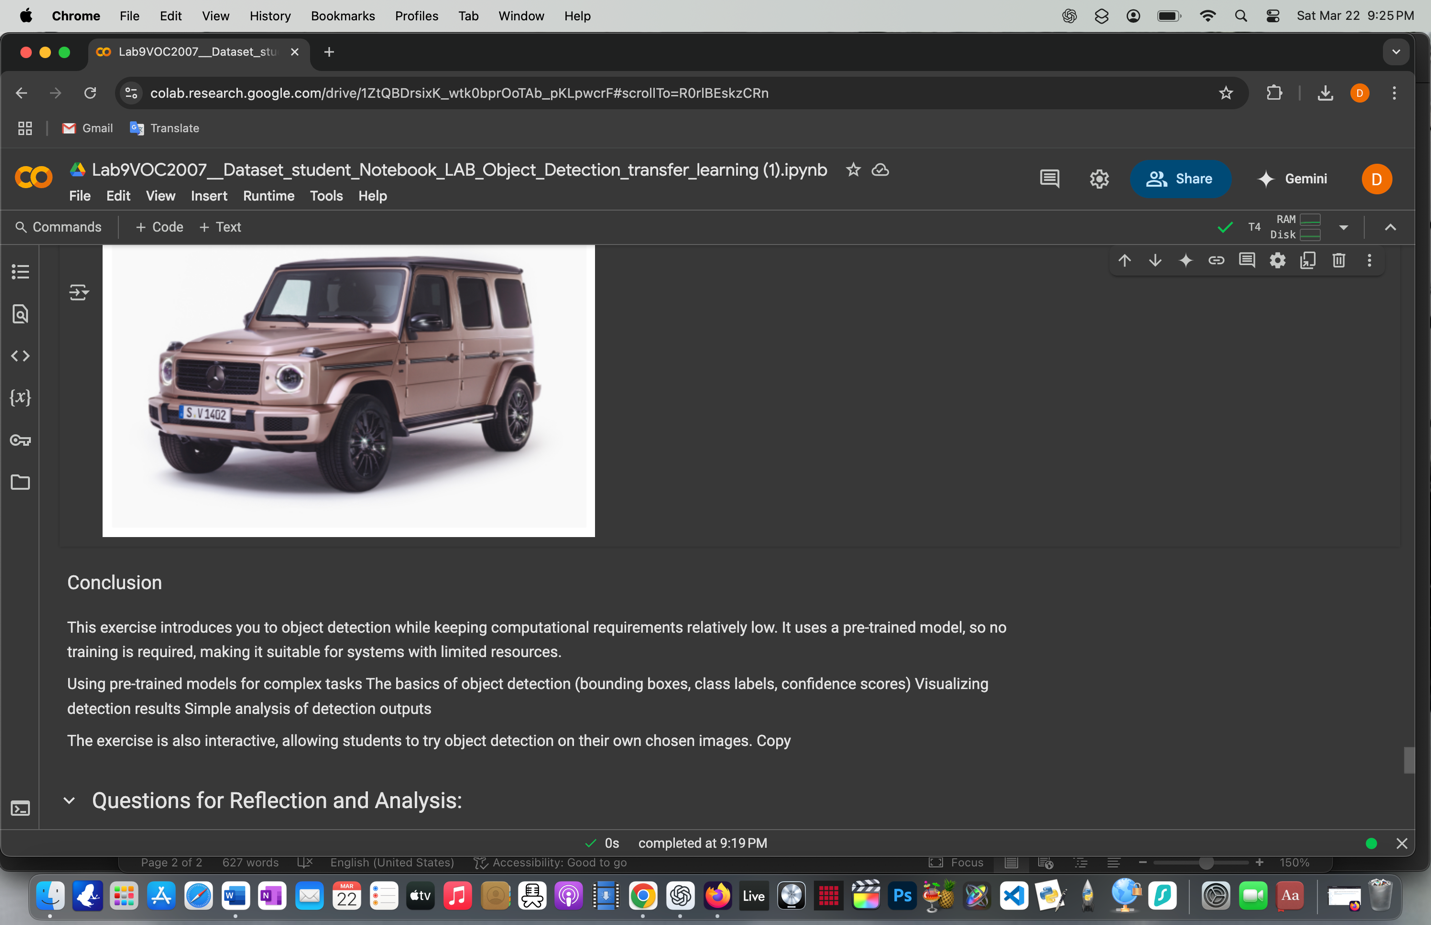 Chrome File Edit View History Bookmarks Profiles Tab Window Help Sat Mar 22 9:25 PM
Lab9VOC2007__Dataset_stu
colab.research.google.com/drive/1ZtQBDrsixK_wtk0bprOoTAb_pKLpwcrF#scrollTo=R0rlBEskzCRn D
Gmail Translate
Lab9VOC2007__Dataset_student_Notebook_LAB_Object_Detection_transfer_learning (1).ipynb
Share Gemini D
File Edit View Insert Runtime Tools Help
Commands + Code + Text T4 RAM
Disk
S V 1402
Conclusion
This exercise introduces you to object detection while keeping computational requirements relatively low. It uses a pre-trained model, so no
training is required, making it suitable for systems with limited resources.
Using pre-trained models for complex tasks The basics of object detection (bounding boxes, class labels, confidence scores) Visualizing
detection results Simple analysis of detection outputs
The exercise is also interactive, allowing students to try object detection on their own chosen images. Copy
Questions for Reflection and Analysis:
0s completed at 9:19 PM
Page 2 of 2 627 words English (United States) Accessibility: Good to go Focus 150%
MAR
22
tv
Live
Ps
Aa